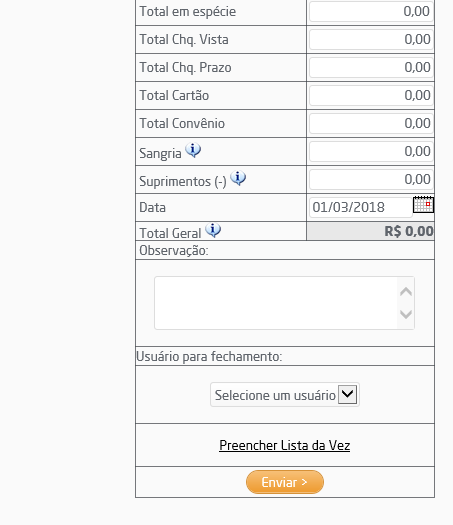 Total em espécie 0,00
Total Chq. Vista 0,00
Total Chq. Prazo 0,00
Total Cartão 0,00
Total Convênio 0,00
Sangria 0,00
Suprimentos (-) 0,00
Data 01/03/2018
Total Geral R$ 0,00
Observação:
Usuário para fechamento:
Selecione um usuário
Preencher Lista da Vez
Enviar >